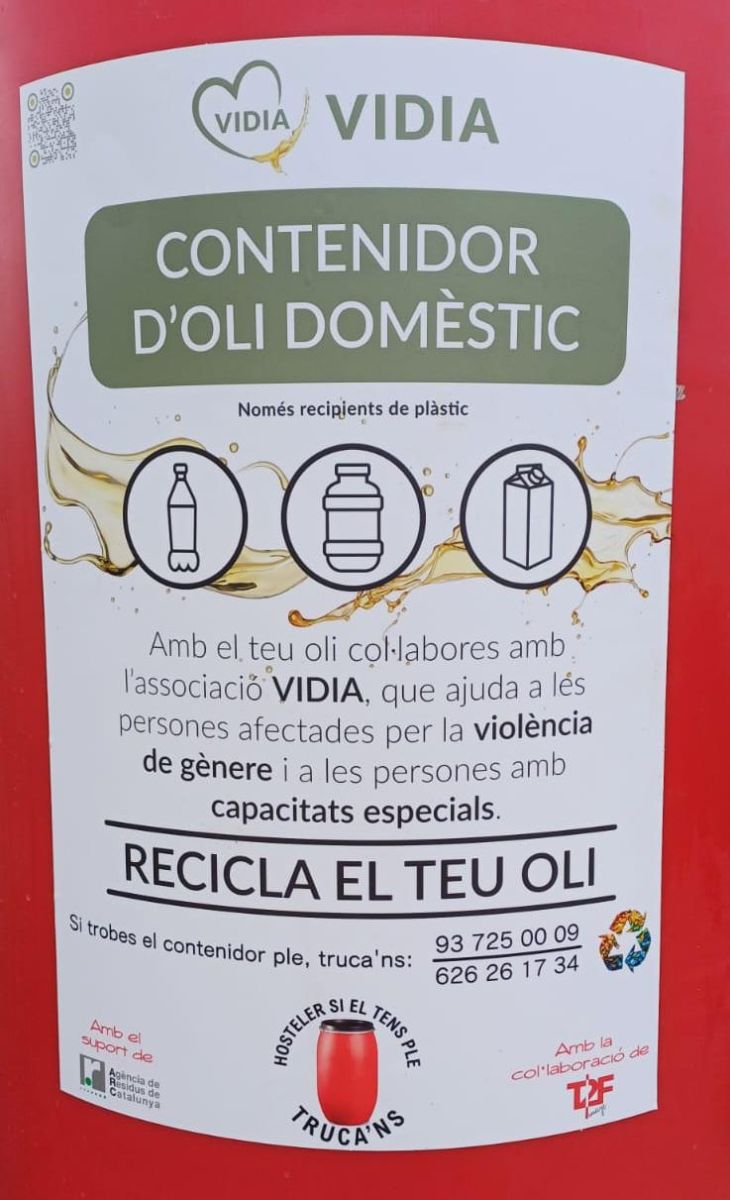 VIDIA
VIDIA
CONTENIDOR
D'OLI DOMÈSTIC
Només recipients de plàstic
Amb el teu oli col·labores amb
l'associació VIDIA, que ajuda a les
persones afectades per la violència
de gènere i a les persones amb
capacitats especials.
RECICLA EL TEU OLI
Si trobes el contenidor ple, truca'ns:
93 725 00 09
626 26 17 34
Amb el
suport de
Agència de
Residus de
Catalunya
HOSTELER SI EL TENS PLE
TRUCA'NS
Amb la
col·laboració de
T2F